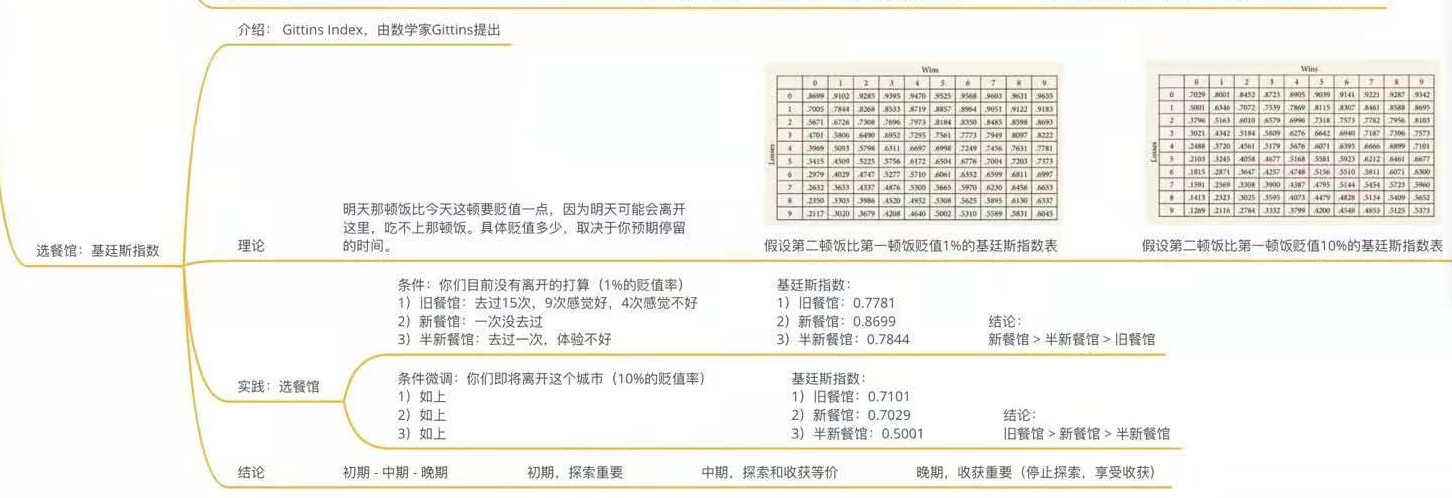 介绍： Gittins Index，由数学家Gittins提出
选餐馆：基廷斯指数
理论
明天那顿饭比今天这顿要贬值一点，因为明天可能会离开
这里，吃不上那顿饭。具体贬值多少，取决于你预期停留
的时间。
Wins
0 1 2 3 4 5 6 7 8 9
Losses
0 .8699 .9102 .9285 .9395 .9470 .9525 .9568 .9603 .9631 .9655
1 .7005 .7844 .8268 .8533 .8719 .8857 .8964 .9051 .9122 .9183
2 .5671 .6726 .7308 .7696 .7973 .8184 .8350 .8485 .8598 .8693
3 .4701 .5806 .6490 .6952 .7295 .7561 .7773 .7949 .8097 .8222
4 .3969 .5093 .5798 .6311 .6697 .6998 .7249 .7456 .7631 .7781
5 .3415 .4509 .5225 .5756 .6172 .6504 .6776 .7004 .7203 .7373
6 .2979 .4029 .4747 .5277 .5710 .6061 .6352 .6599 .6811 .6997
7 .2632 .3633 .4337 .4876 .5300 .5665 .5970 .6230 .6456 .6653
8 .2350 .3303 .3986 .4520 .4952 .5308 .5625 .5895 .6130 .6337
9 .2117 .3020 .3679 .4208 .4640 .5002 .5310 .5589 .5831 .6045
假设第二顿饭比第一顿饭贬值1%的基廷斯指数表
Wins
0 1 2 3 4 5 6 7 8 9
Losses
0 .7029 .8001 .8452 .8723 .8905 .9039 .9141 .9221 .9287 .9342
1 .5001 .6346 .7072 .7539 .7869 .8115 .8307 .8461 .8588 .8695
2 .3796 .5163 .6010 .6579 .6996 .7318 .7573 .7782 .7956 .8103
3 .3021 .4342 .5184 .5809 .6276 .6642 .6940 .7187 .7396 .7573
4 .2488 .3720 .4561 .5179 .5676 .6071 .6395 .6666 .6899 .7101
5 .2103 .3245 .4058 .4677 .5168 .5581 .5923 .6212 .6461 .6677
6 .1815 .2871 .3647 .4257 .4748 .5156 .5510 .5811 .6071 .6300
7 .1591 .2569 .3308 .3900 .4387 .4795 .5144 .5454 .5723 .5960
8 .1413 .2323 .3025 .3595 .4073 .4479 .4828 .5134 .5409 .5652
9 .1269 .2116 .2784 .3332 .3799 .4200 .4548 .4853 .5125 .5373
假设第二顿饭比第一顿饭贬值10%的基廷斯指数表
实践：选餐馆
条件：你们目前没有离开的打算（1%的贬值率）
1）旧餐馆：去过15次，9次感觉好，4次感觉不好
2）新餐馆：一次没去过
3）半新餐馆：去过一次，体验不好
基廷斯指数：
1）旧餐馆：0.7781
2）新餐馆：0.8699
3）半新餐馆：0.7844
结论：
新餐馆 > 半新餐馆 > 旧餐馆
条件微调：你们即将离开这个城市（10%的贬值率）
1）如上
2）如上
3）如上
基廷斯指数：
1）旧餐馆：0.7101
2）新餐馆：0.7029
3）半新餐馆：0.5001
结论：
旧餐馆 > 新餐馆 > 半新餐馆
结论
初期 - 中期 - 晚期
初期，探索重要
中期，探索和收获等价
晚期，收获重要（停止探索，享受收获）